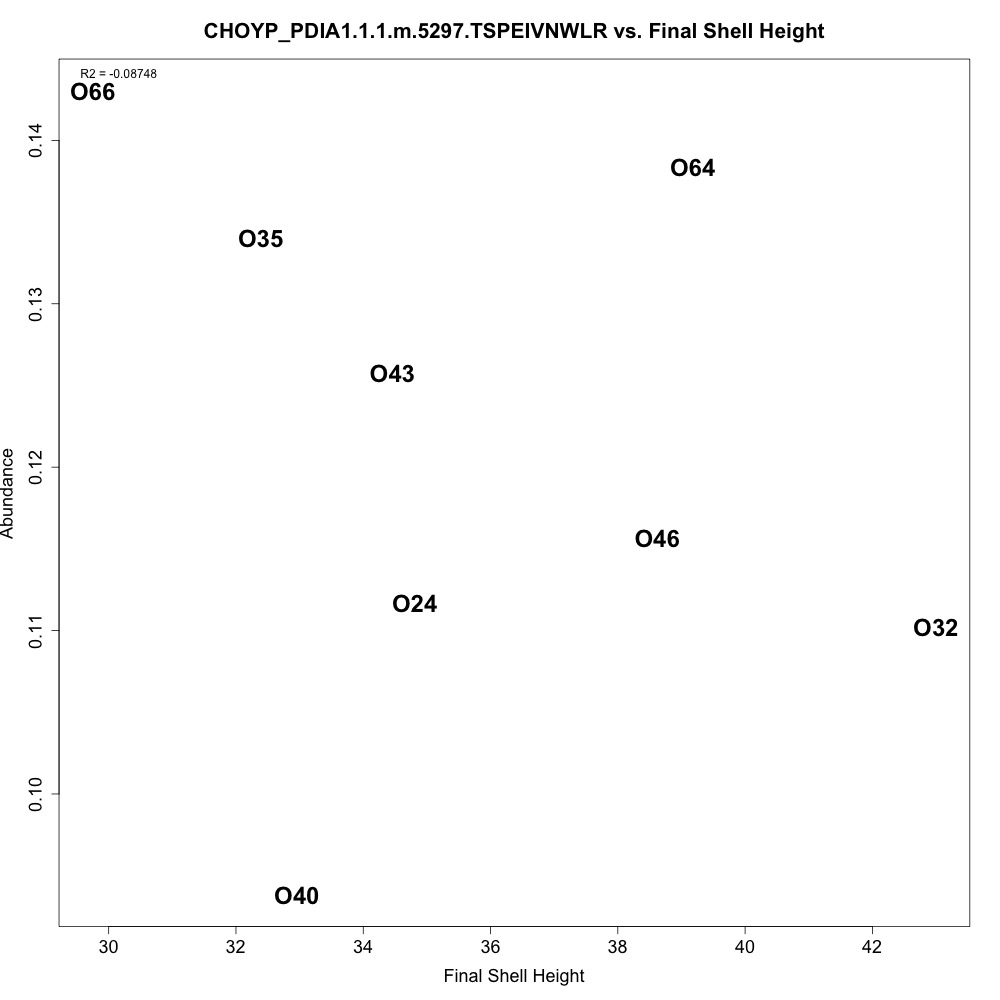 CHOYP_PDIA1.1.1.m.5297.TSPEIVNWLR vs. Final Shell Height
R2 = -0.08748
O66
O64
O35
O43
O46
O24
O32
O40
0.14
0.13
0.12
0.11
0.10
Abundance
30 32 34 36 38 40 42
Final Shell Height